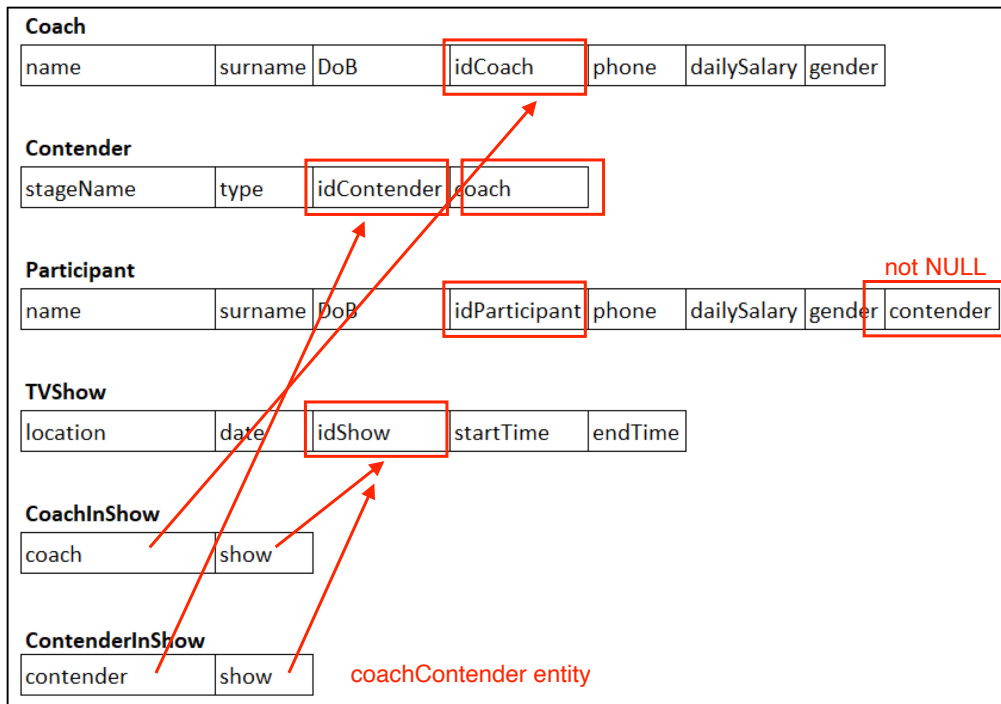 Coach
name surname DoB idCoach phone dailySalary gender
Contender
stageName type idContender coach
Participant
not NULL
name surname DoB idParticipant phone dailySalary gender contender
TVShow
location date idShow startTime endTime
CoachInShow
coach show
ContenderInShow
contender show
coachContender entity